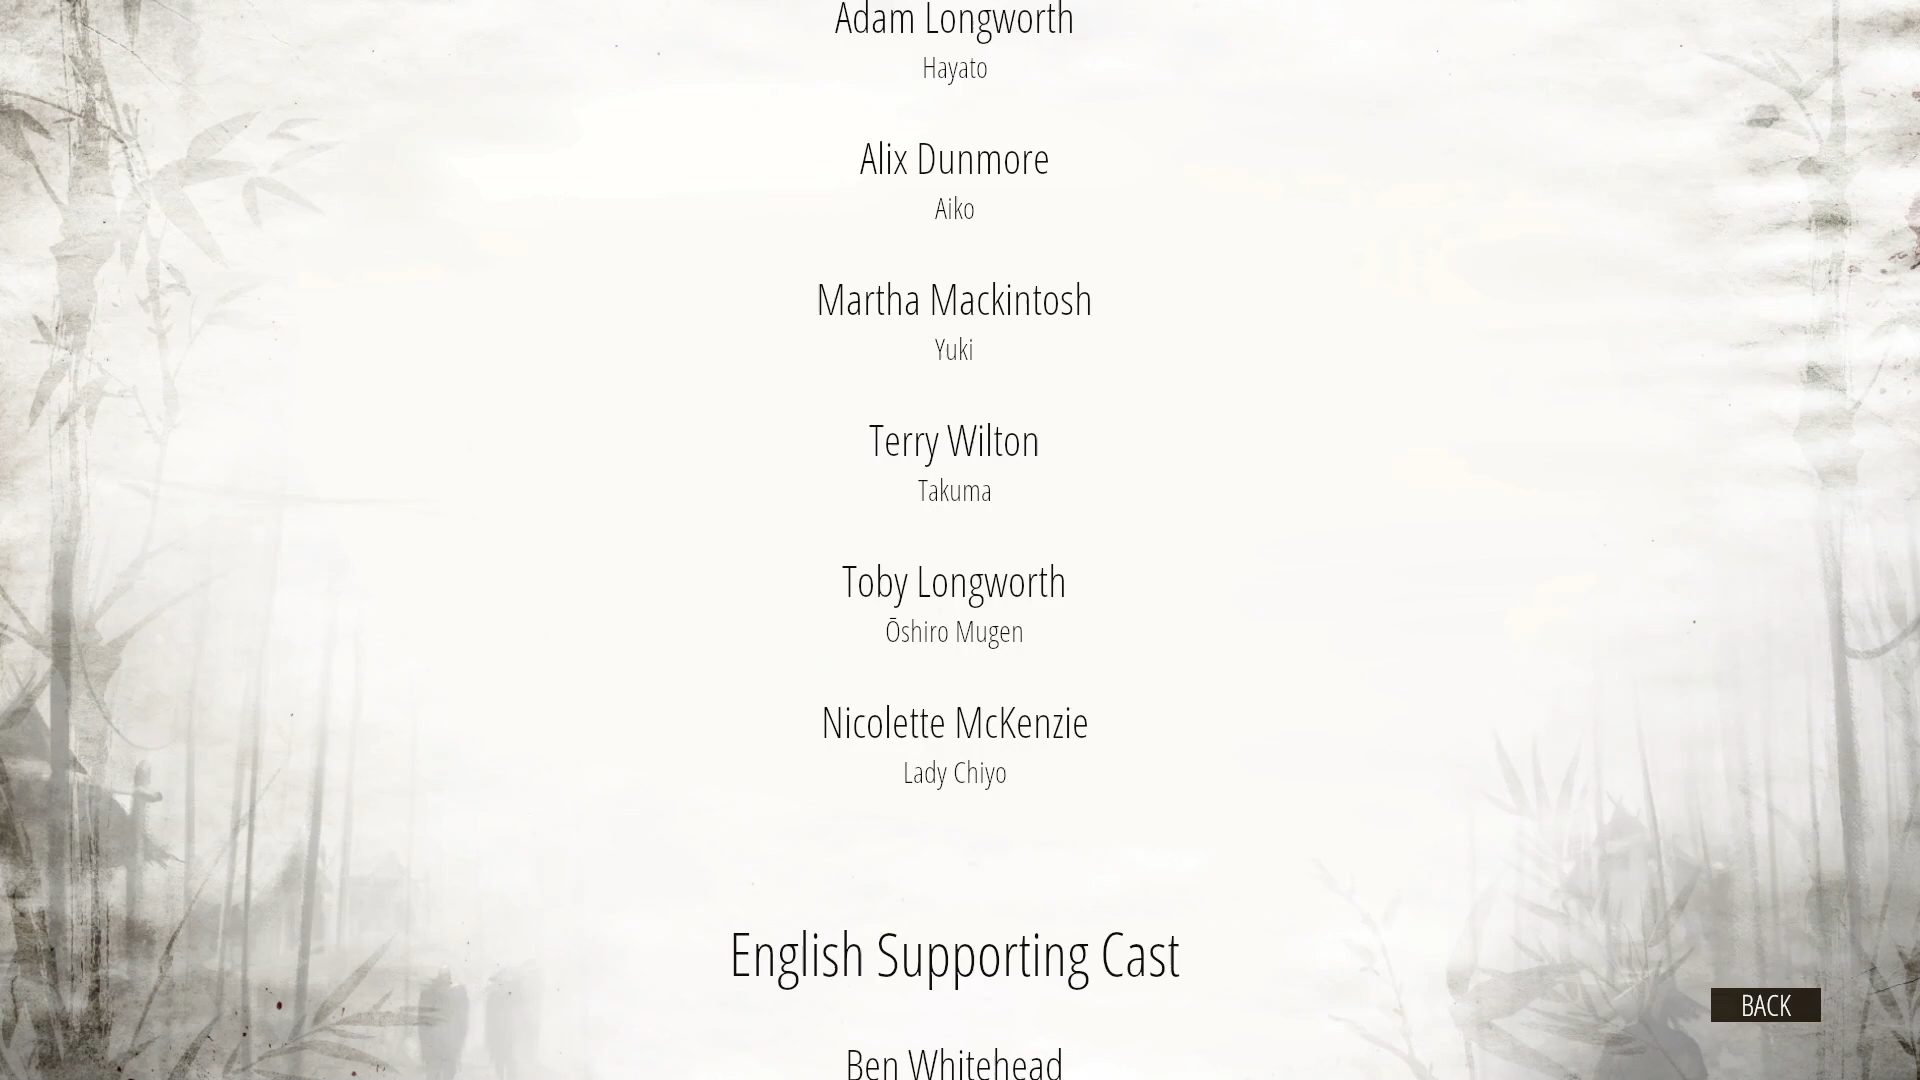 Adam Longworth
Hayato
Alix Dunmore
Aiko
Martha Mackintosh
Yuki
Terry Wilton
Takuma
Toby Longworth
Ōshiro Mugen
Nicolette McKenzie
Lady Chiyo
English Supporting Cast
BACK
Ben Whitehead